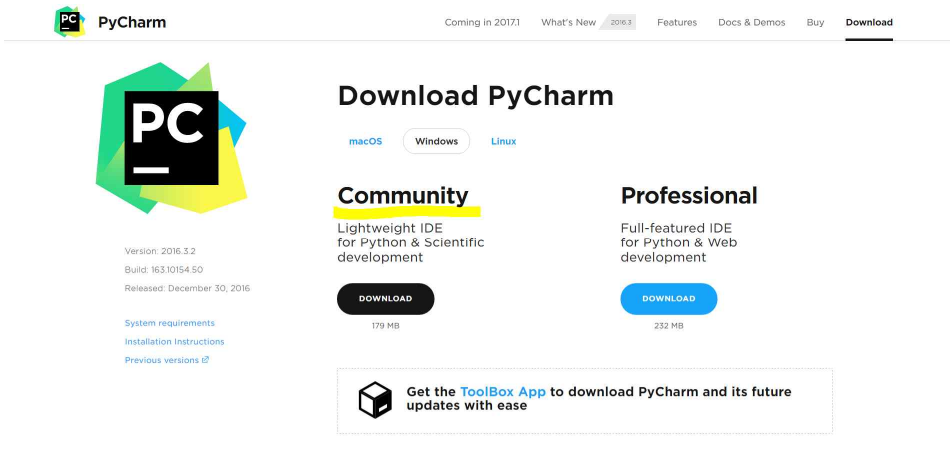 PC PyCharm
Coming in 2017.1 What's New 2016.3 Features Docs & Demos Buy Download
PC
Download PyCharm
macOS Windows Linux
Community
Lightweight IDE
for Python & Scientific
development
DOWNLOAD
179 MB
Professional
Full-featured IDE
for Python & Web
development
DOWNLOAD
232 MB
Version: 2016.3.2
Build: 163.10154.50
Released: December 30, 2016
System requirements
Installation Instructions
Previous versions
Get the ToolBox App to download PyCharm and its future
updates with ease